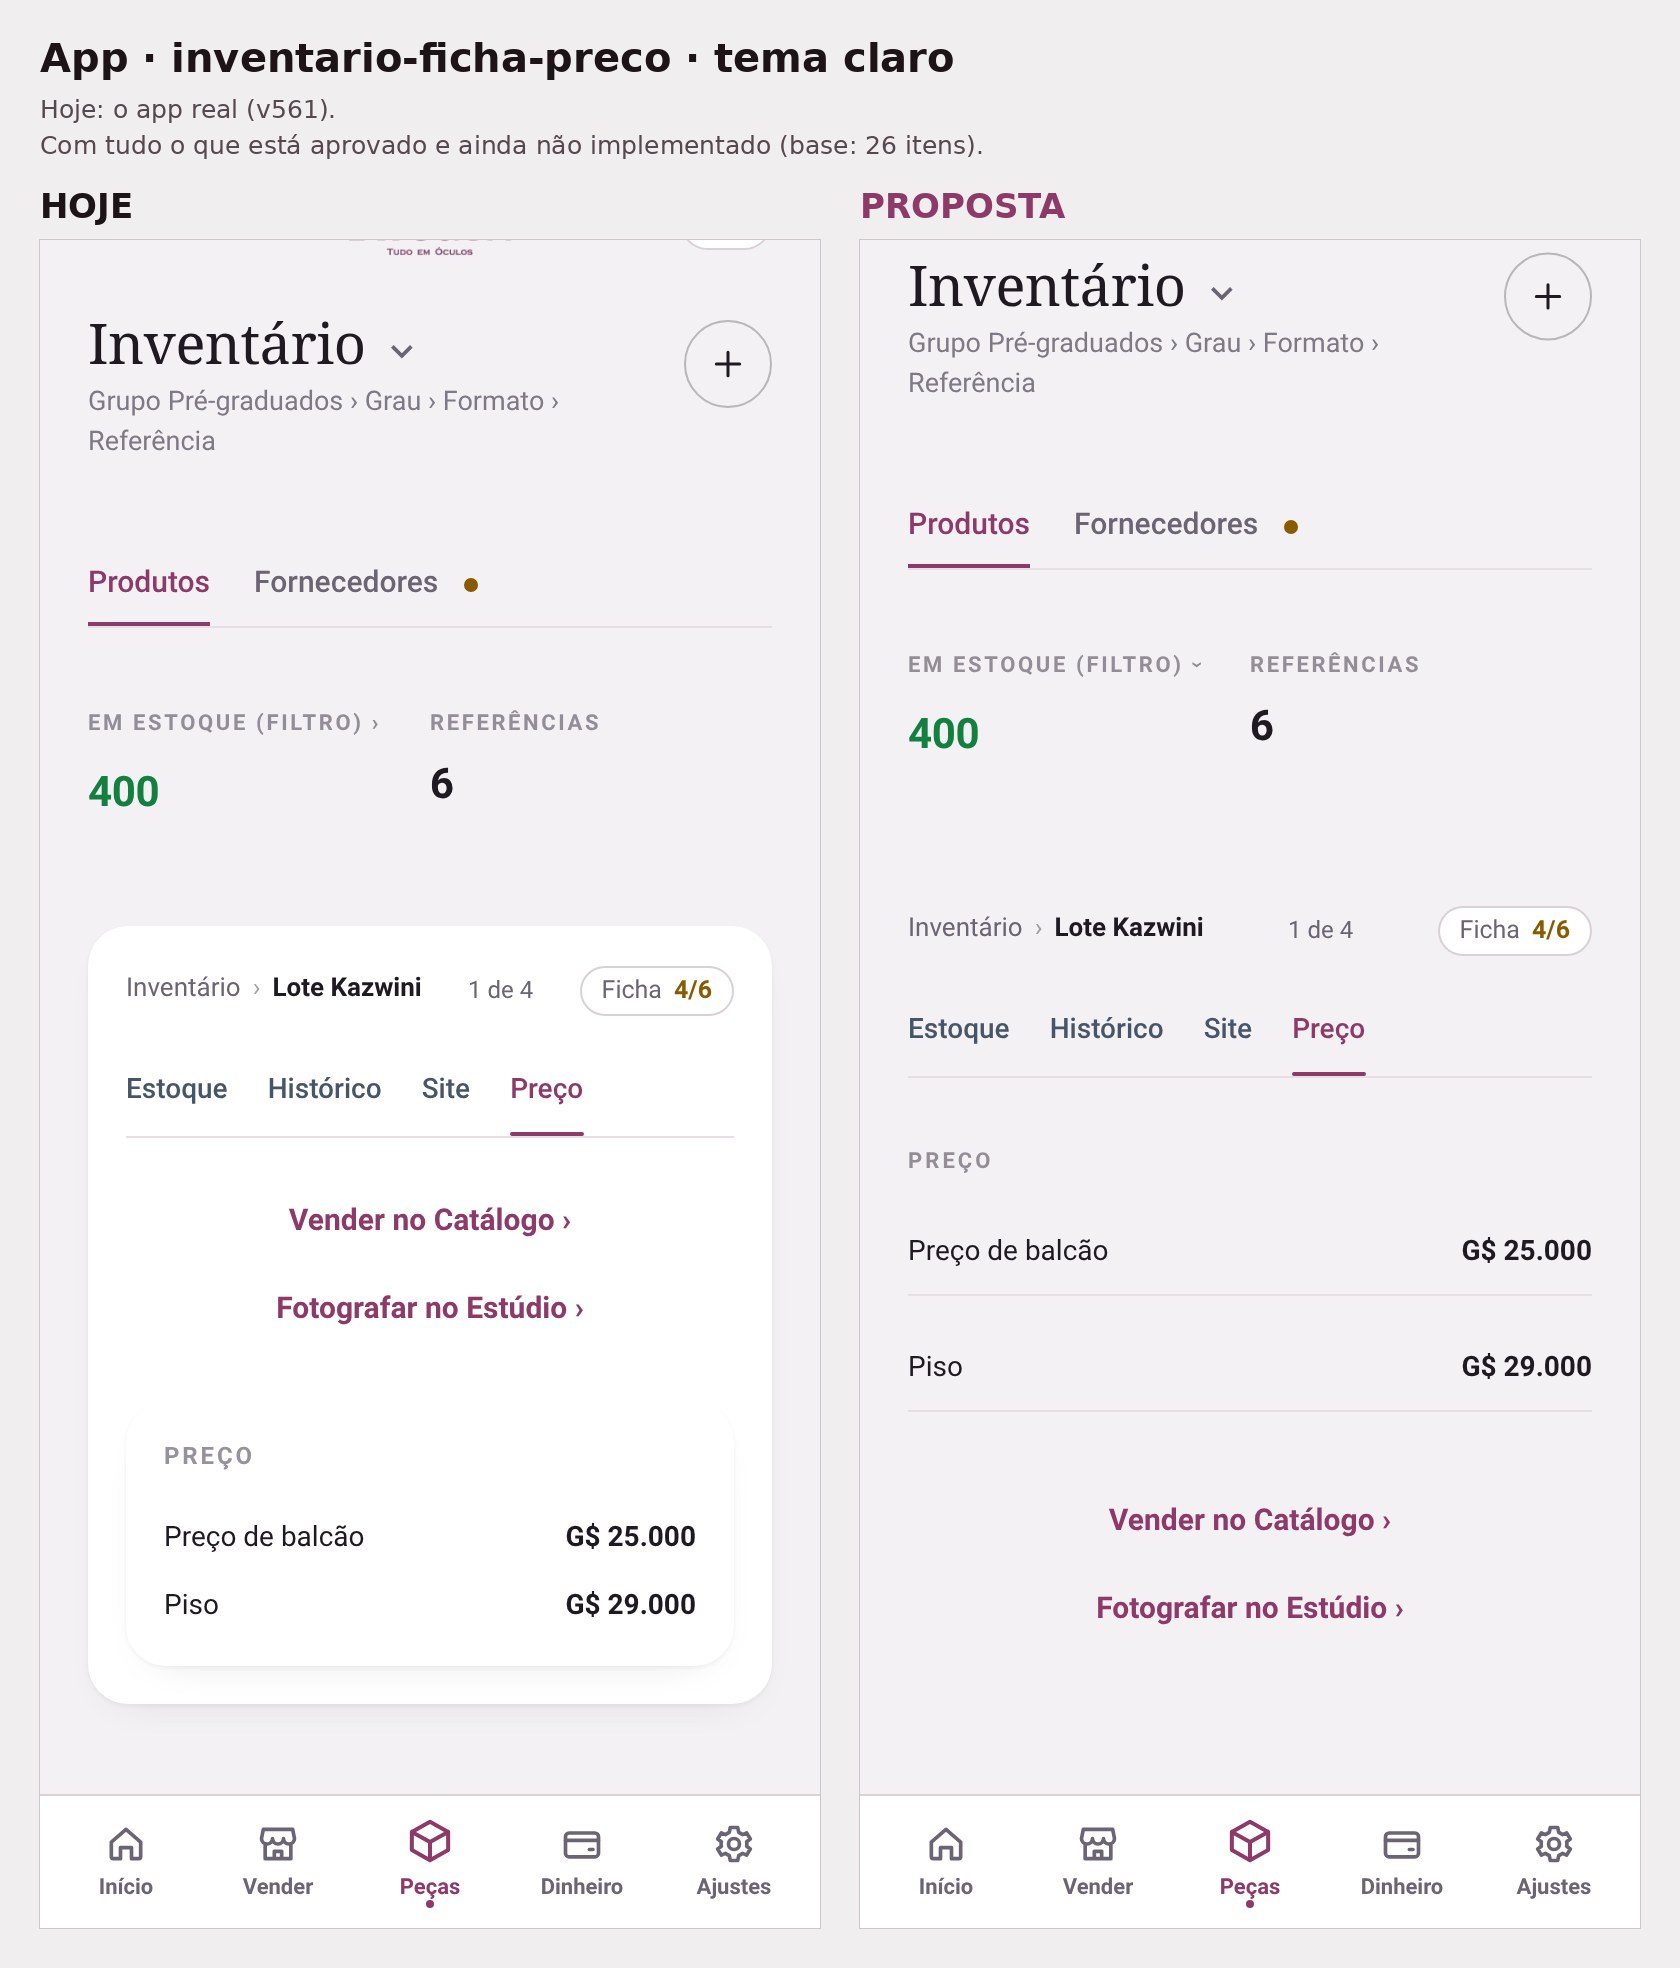 App · inventario-ficha-preco · tema claro
Hoje: o app real (v561).
Com tudo o que está aprovado e ainda não implementado (base: 26 itens).
HOJE
Tudo em Óculos
Inventário
Grupo Pré-graduados › Grau › Formato ›
Referência
Produtos Fornecedores
EM ESTOQUE (FILTRO) › REFERÊNCIAS
400 6
Inventário › Lote Kazwini 1 de 4 Ficha 4/6
Estoque Histórico Site Preço
Vender no Catálogo ›
Fotografar no Estúdio ›
PREÇO
Preço de balcão G$ 25.000
Piso G$ 29.000
Início Vender Peças Dinheiro Ajustes
PROPOSTA
Inventário
Grupo Pré-graduados › Grau › Formato ›
Referência
Produtos Fornecedores
EM ESTOQUE (FILTRO) REFERÊNCIAS
400 6
Inventário › Lote Kazwini 1 de 4 Ficha 4/6
Estoque Histórico Site Preço
PREÇO
Preço de balcão G$ 25.000
Piso G$ 29.000
Vender no Catálogo ›
Fotografar no Estúdio ›
Início Vender Peças Dinheiro Ajustes